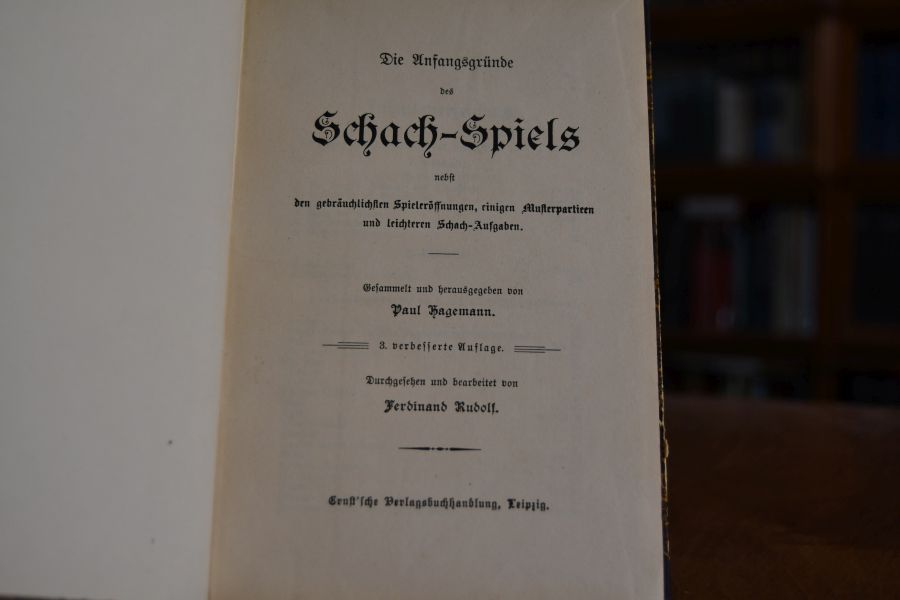 Die Anfangsgründe
des
Schach-Spiels
nebst
den gebräuchlichsten Spieleröffnungen, einigen Musterpartieen
und leichteren Schach-Aufgaben.
Gesammelt und herausgegeben von
Paul Hagemann.
3. verbesserte Auflage.
Durchgesehen und bearbeitet von
Ferdinand Rudolf.
Ernst'sche Verlagsbuchhandlung, Leipzig.